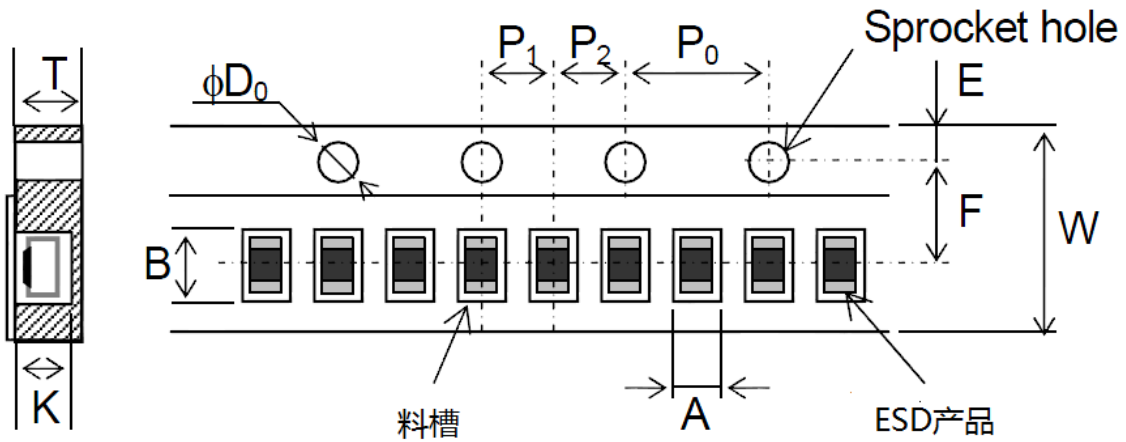 T
ϕD₀
P₁
P₂
P₀
Sprocket hole
E
F
W
B
K
料槽
A
ESD产品